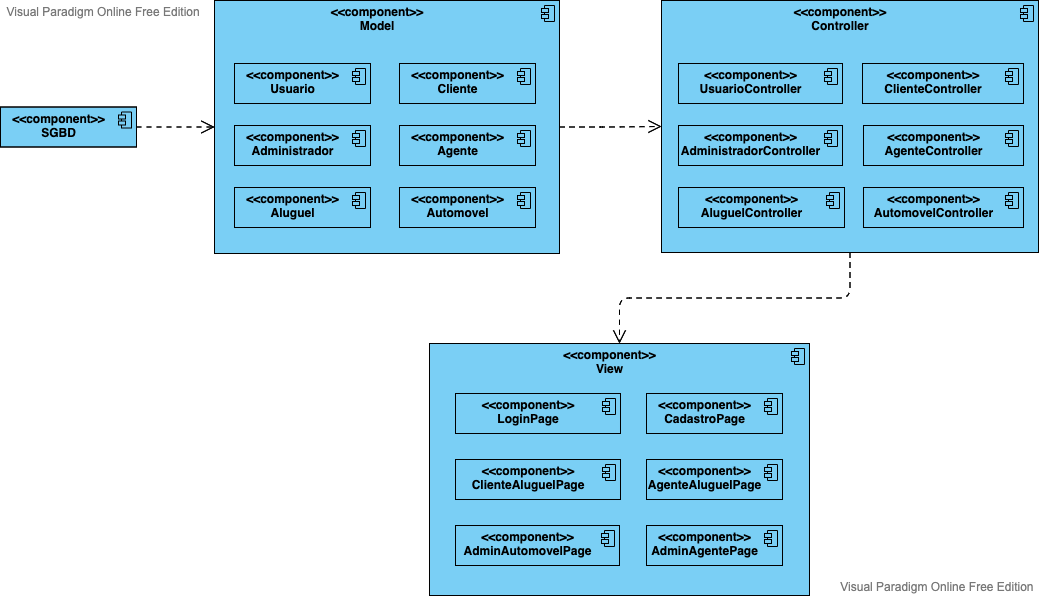 Visual Paradigm Online Free Edition
<<component>>
Model
<<component>>
Usuario
<<component>>
Cliente
<<component>>
Administrador
<<component>>
Agente
<<component>>
Aluguel
<<component>>
Automovel
<<component>>
SGBD
<<component>>
Controller
<<component>>
UsuarioController
<<component>>
ClienteController
<<component>>
AdministradorController
<<component>>
AgenteController
<<component>>
AluguelController
<<component>>
AutomovelController
<<component>>
View
<<component>>
LoginPage
<<component>>
CadastroPage
<<component>>
ClienteAluguelPage
<<component>>
AgenteAluguelPage
<<component>>
AdminAutomovelPage
<<component>>
AdminAgentePage
Visual Paradigm Online Free Edition